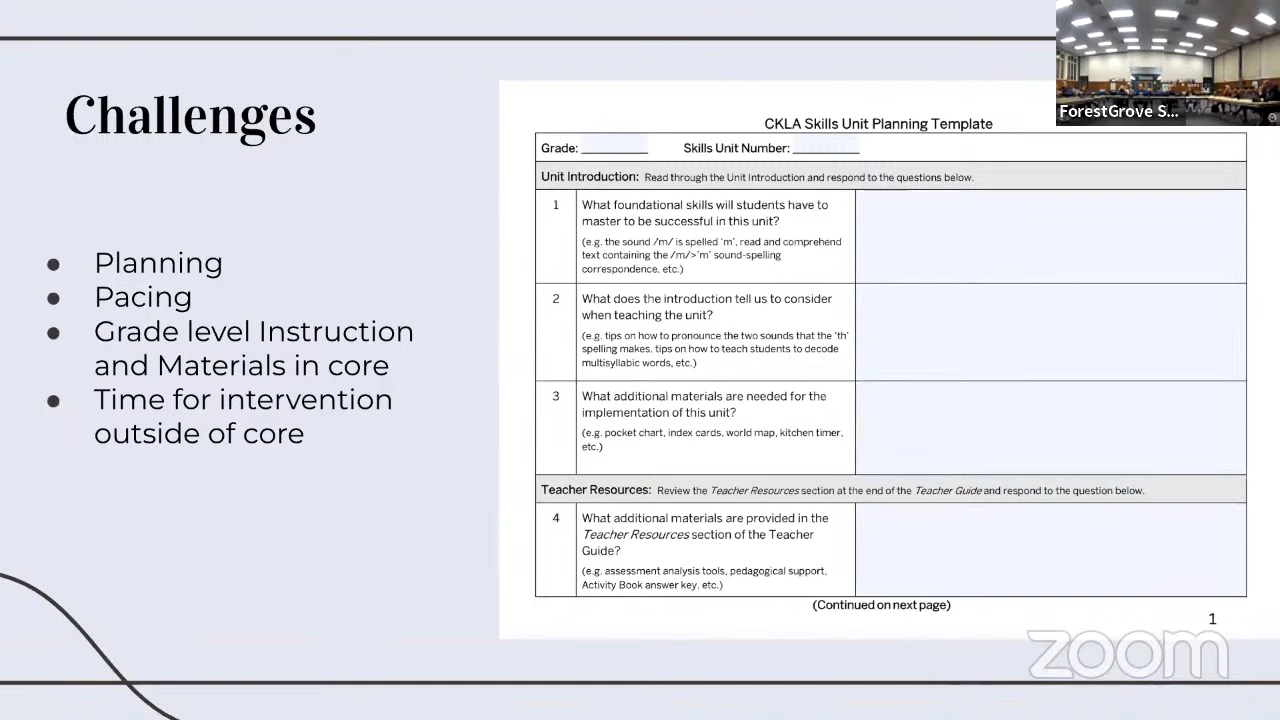 Challenges
● Planning
● Pacing
● Grade level Instruction
and Materials in core
● Time for intervention
outside of core
ForestGrove S...
CKLA Skills Unit Planning Template
Grade: ________ Skills Unit Number: ________
Unit Introduction: Read through the Unit Introduction and respond to the questions below.
1 What foundational skills will students have to
master to be successful in this unit?
(e.g. the sound /m/ is spelled 'm', read and comprehend
text containing the /m/>'m' sound-spelling
correspondence, etc.)
2 What does the introduction tell us to consider
when teaching the unit?
(e.g. tips on how to pronounce the two sounds that the 'th'
spelling makes, tips on how to teach students to decode
multisyllabic words, etc.)
3 What additional materials are needed for the
implementation of this unit?
(e.g. pocket chart, index cards, world map, kitchen timer,
etc.)
Teacher Resources: Review the Teacher Resources section at the end of the Teacher Guide and respond to the question below.
4 What additional materials are provided in the
Teacher Resources section of the Teacher
Guide?
(e.g. assessment analysis tools, pedagogical support,
Activity Book answer key, etc.)
(Continued on next page)
1
zoom